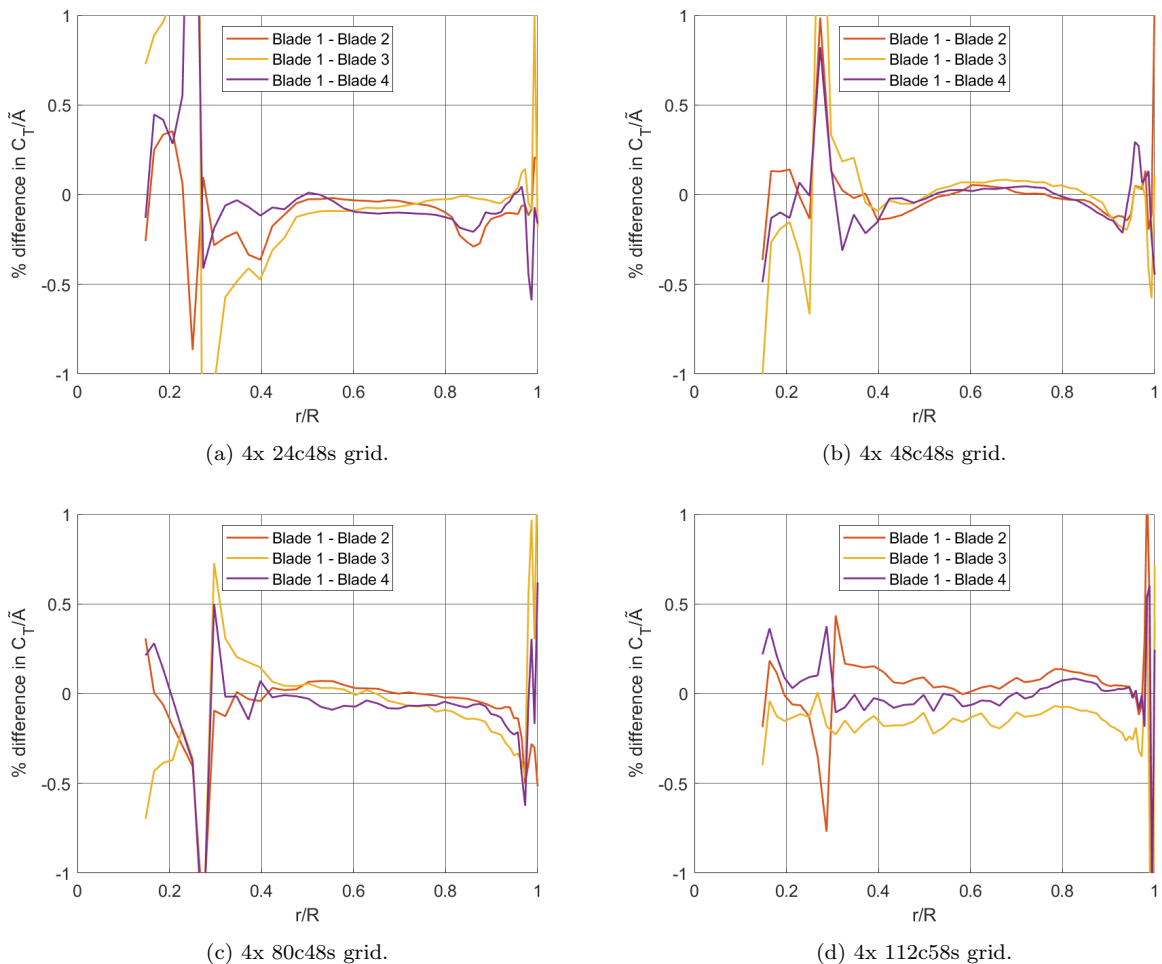 1
0.5
0
-0.5
-1
% difference in C_T/Ã
Blade 1 - Blade 2
Blade 1 - Blade 3
Blade 1 - Blade 4
0 0.2 0.4 0.6 0.8 1
r/R
(a) 4x 24c48s grid.
1
0.5
0
-0.5
-1
% difference in C_T/Ã
Blade 1 - Blade 2
Blade 1 - Blade 3
Blade 1 - Blade 4
0 0.2 0.4 0.6 0.8 1
r/R
(b) 4x 48c48s grid.
1
0.5
0
-0.5
-1
% difference in C_T/Ã
Blade 1 - Blade 2
Blade 1 - Blade 3
Blade 1 - Blade 4
0 0.2 0.4 0.6 0.8 1
r/R
(c) 4x 80c48s grid.
1
0.5
0
-0.5
-1
% difference in C_T/Ã
Blade 1 - Blade 2
Blade 1 - Blade 3
Blade 1 - Blade 4
0 0.2 0.4 0.6 0.8 1
r/R
(d) 4x 112c58s grid.